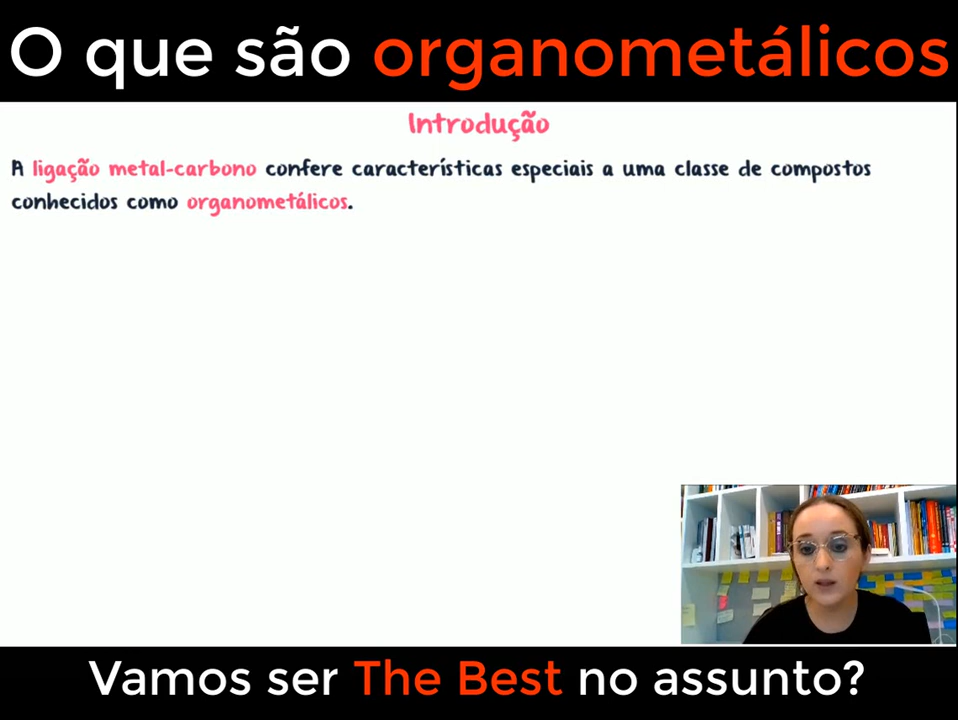 O que são organometálicos
Introdução
A ligação metal-carbono confere características especiais a uma classe de compostos
conhecidos como organometálicos.
Vamos ser The Best no assunto?